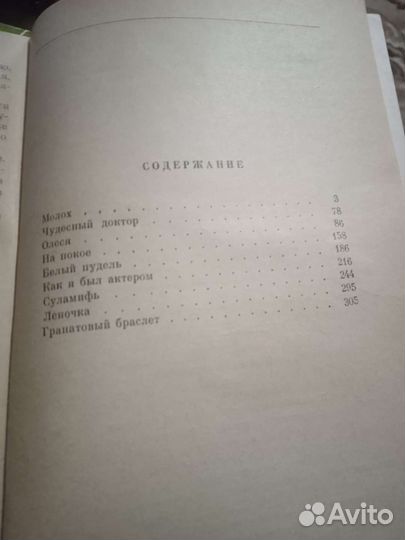 СОДЕРЖАНИЕ
Молох . . . . . . . . . . . . . 3
Чудесный доктор . . . . . . . . . 78
Олеся . . . . . . . . . . . . . 86
На покое . . . . . . . . . . . . 158
Белый пудель . . . . . . . . . . 186
Как я был актером . . . . . . . . 216
Суламифь . . . . . . . . . . . . 244
Леночка . . . . . . . . . . . . 295
Гранатовый браслет . . . . . . . 305
Avito